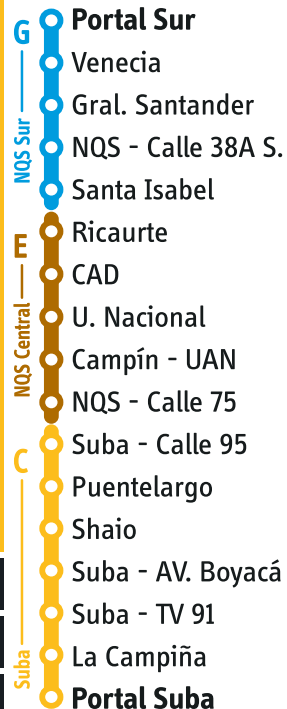 G
NQS Sur
Portal Sur
Venecia
Gral. Santander
NQS - Calle 38A S.
Santa Isabel
E
NQS Central
Ricaurte
CAD
U. Nacional
Campín - UAN
NQS - Calle 75
C
Suba
Suba - Calle 95
Puentelargo
Shaio
Suba - AV. Boyacá
Suba - TV 91
La Campiña
Portal Suba